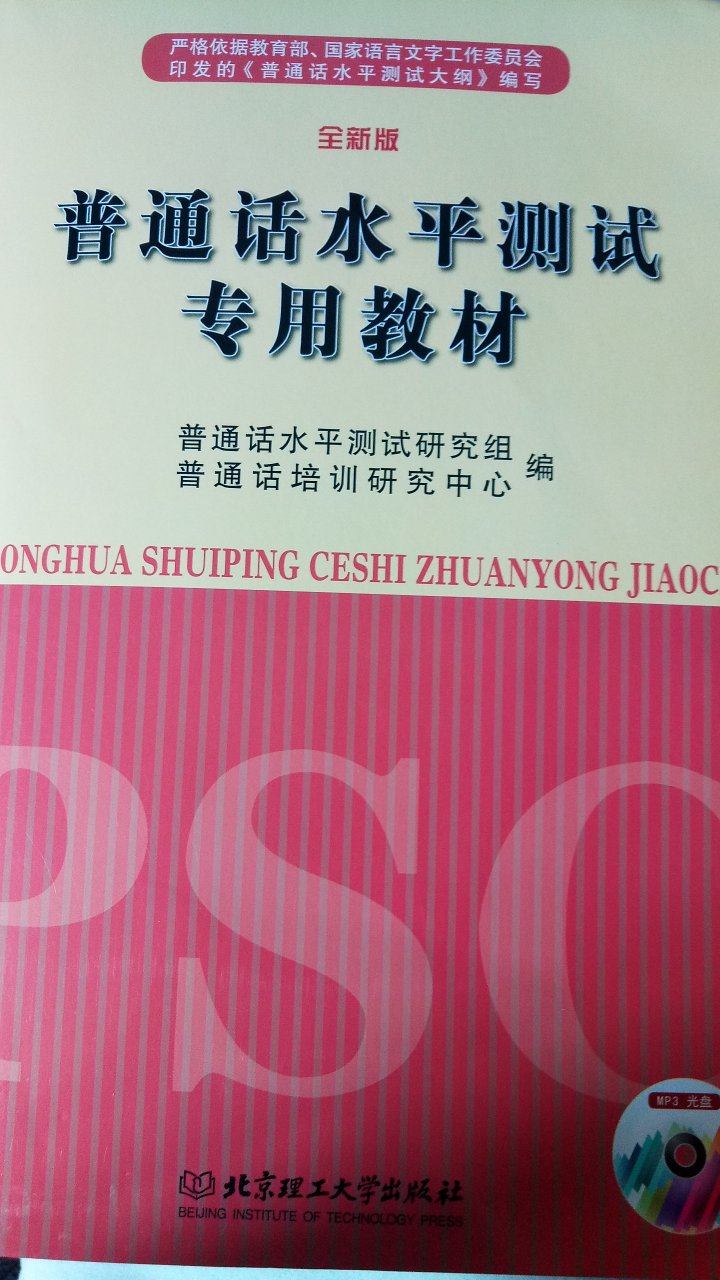 严格依据教育部、国家语言文字工作委员会
印发的《普通话水平测试大纲》编写
全新版
普通话水平测试
专用教材
普通话水平测试研究组
普通话培训研究中心
编
ONGHUA SHUIPING CESHI ZHUANYONG JIAOC
PSC
MP3 光盘
北京理工大学出版社
BEIJING INSTITUTE OF TECHNOLOGY PRESS